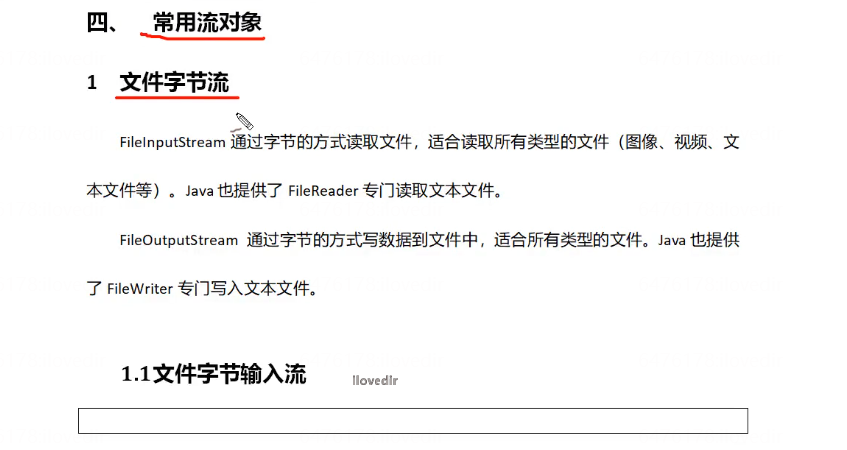 四、 常用流对象
1 文件字节流
FileInputStream 通过字节的方式读取文件，适合读取所有类型的文件（图像、视频、文
本文件等）。Java 也提供了 FileReader 专门读取文本文件。
FileOutputStream 通过字节的方式写数据到文件中，适合所有类型的文件。Java 也提供
了 FileWriter 专门写入文本文件。
1.1文件字节输入流